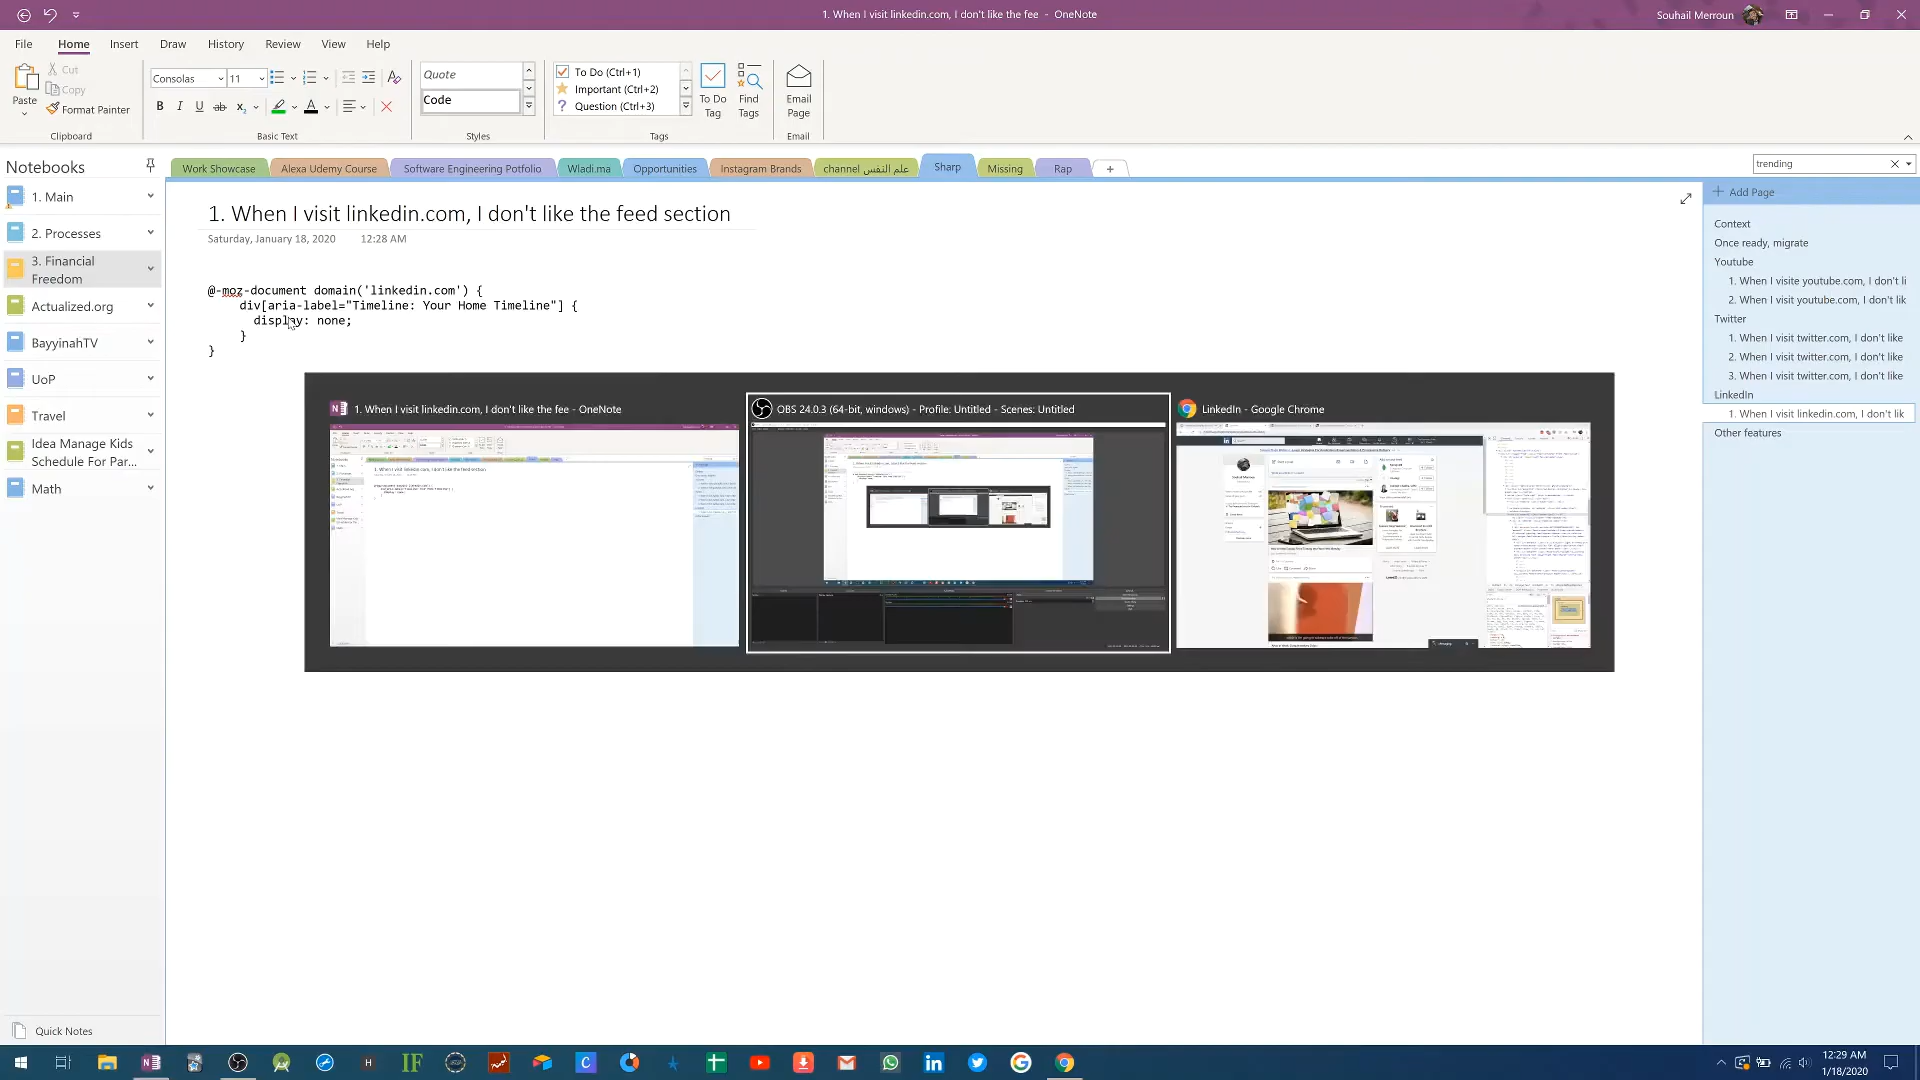 1. When I visit linkedin.com, I don't like the fee - OneNote
Souhail Merroun
File Home Insert Draw History Review View Help
Paste
Cut
Copy
Format Painter
Clipboard
Consolas 11
B I U ab x₂ A
Basic Text
Quote
Code
Styles
To Do (Ctrl+1)
Important (Ctrl+2)
Question (Ctrl+3)
To Do Tag
Find Tags
Tags
Email Page
Email
Notebooks
1. Main
2. Processes
3. Financial Freedom
Actualized.org
BayyinahTV
UoP
Travel
Idea Manage Kids
Schedule For Par...
Math
Quick Notes
Work Showcase
Alexa Udemy Course
Software Engineering Potfolio
Wladi.ma
Opportunities
Instagram Brands
channel علم النفس
Sharp
Missing
Rap
+
trending
1. When I visit linkedin.com, I don't like the feed section
Saturday, January 18, 2020 12:28 AM
@-moz-document domain('linkedin.com') {
div[aria-label="Timeline: Your Home Timeline"] {
display: none;
}
}
1. When I visit linkedin.com, I don't like the fee - OneNote
OBS 24.0.3 (64-bit, windows) - Profile: Untitled - Scenes: Untitled
LinkedIn - Google Chrome
Add Page
Context
Once ready, migrate
Youtube
1. When I visite youtube.com, I don't li
2. When I visit youtube.com, I don't lik
Twitter
1. When I visit twitter.com, I don't like
2. When I visit twitter.com, I don't like
3. When I visit twitter.com, I don't like
LinkedIn
1. When I visit linkedin.com, I don't lik
Other features
12:29 AM
1/18/2020